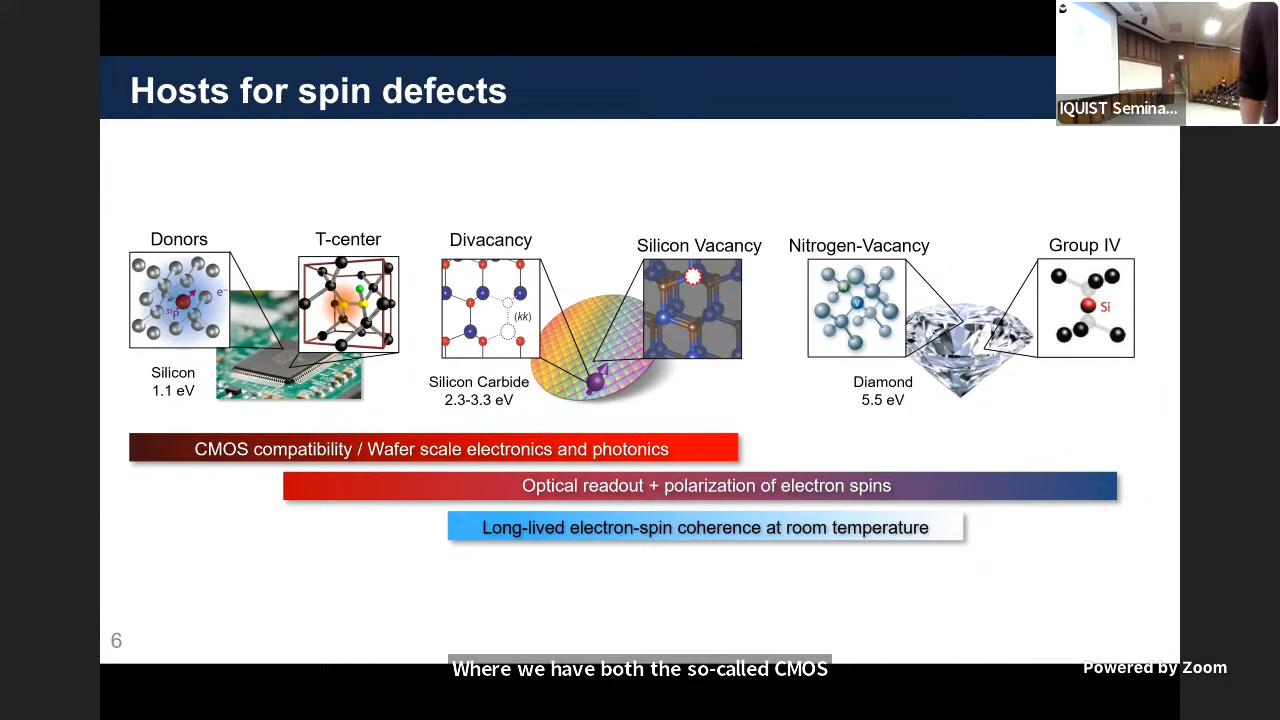 Hosts for spin defects
IQUIST Semina...
Donors
T-center
Divacancy
Silicon Vacancy
Nitrogen-Vacancy
Group IV
e⁻
³¹P
(kk)
N
V
Si
Silicon
1.1 eV
Silicon Carbide
2.3-3.3 eV
Diamond
5.5 eV
CMOS compatibility / Wafer scale electronics and photonics
Optical readout + polarization of electron spins
Long-lived electron-spin coherence at room temperature
6
Where we have both the so-called CMOS
Powered by Zoom